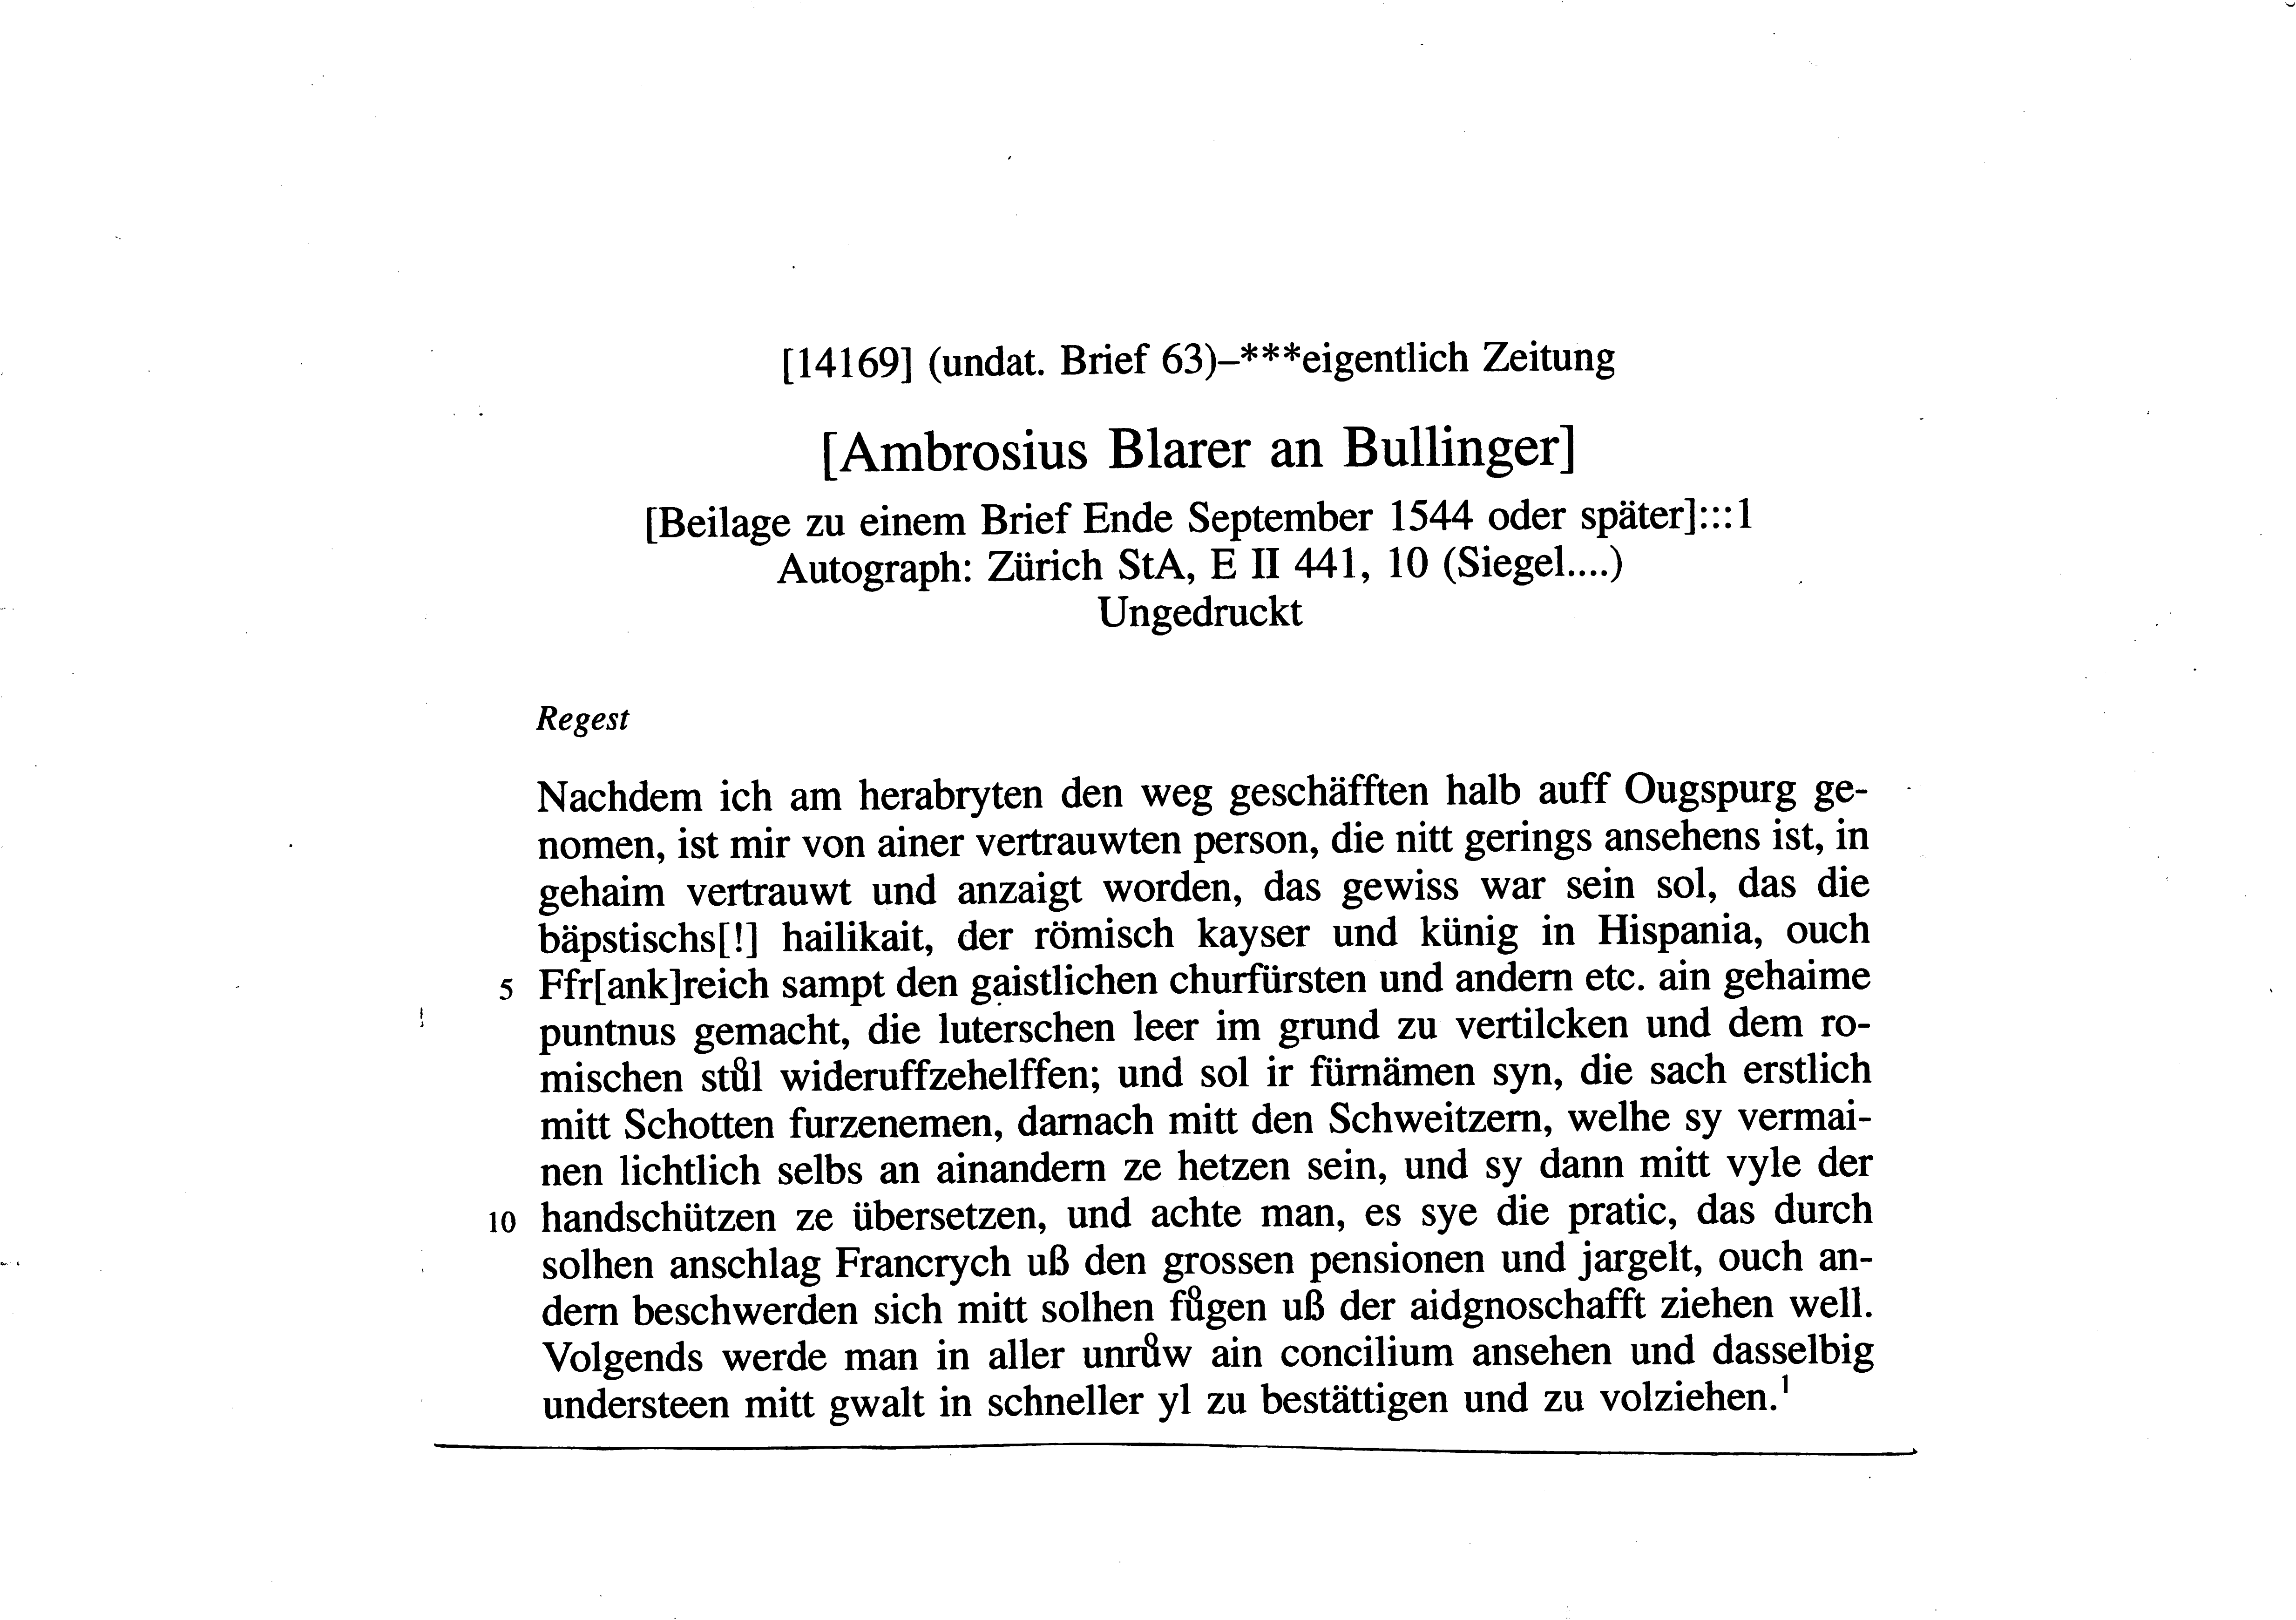 [14169] (undat. Brief 63)–***eigentlich Zeitung
[Ambrosius Blarer an Bullinger]
[Beilage zu einem Brief Ende September 1544 oder später]:::1
Autograph: Zürich StA, E II 441, 10 (Siegel....)
Ungedruckt
Regest
Nachdem ich am herabryten den weg geschäfften halb auff Ougspurg ge-
nomen, ist mir von ainer vertrauwten person, die nitt gerings ansehens ist, in
gehaim vertrauwt und anzaigt worden, das gewiss war sein sol, das die
bäpstischs[!] hailikait, der römisch kayser und künig in Hispania, ouch
5 Ffr[ank]reich sampt den gaistlichen churfürsten und andern etc. ain gehaime
puntnus gemacht, die luterschen leer im grund zu vertilcken und dem ro-
mischen stůl wideruffzehelffen; und sol ir fürnämen syn, die sach erstlich
mitt Schotten furzenemen, darnach mitt den Schweitzern, welhe sy vermai-
nen lichtlich selbs an ainandern ze hetzen sein, und sy dann mitt vyle der
10 handschützen ze übersetzen, und achte man, es sye die pratic, das durch
solhen anschlag Francrych uß den grossen pensionen und jargelt, ouch an-
dern beschwerden sich mitt solhen fůgen uß der aidgnoschafft ziehen well.
Volgends werde man in aller unrůw ain concilium ansehen und dasselbig
understeen mitt gwalt in schneller yl zu bestättigen und zu volziehen.¹